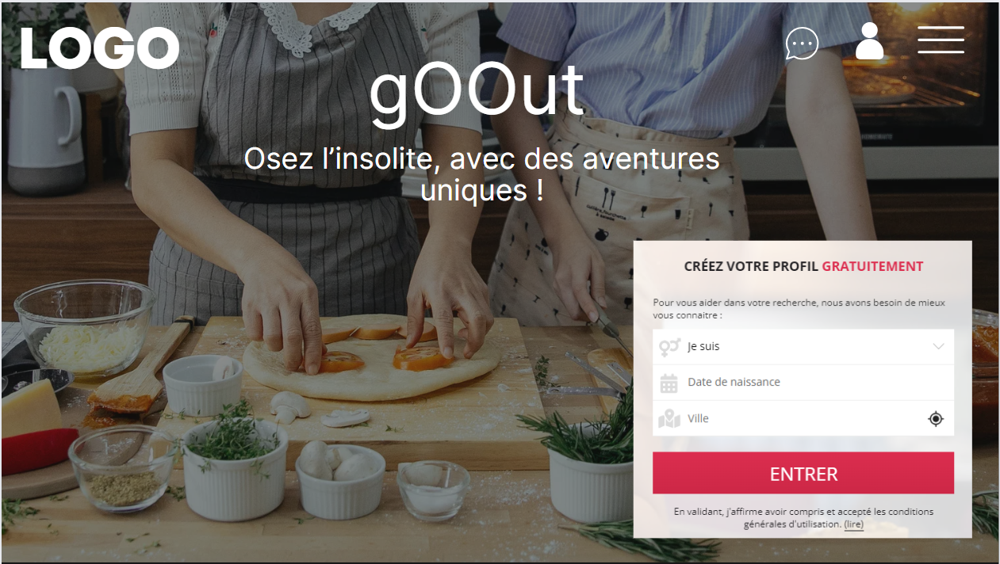 LOGO
gOOut
Osez l’insolite, avec des aventures
uniques !
CRÉEZ VOTRE PROFIL GRATUITEMENT
Pour vous aider dans votre recherche, nous avons besoin de mieux
vous connaitre :
Je suis
Date de naissance
Ville
ENTRER
En validant, j'affirme avoir compris et accepté les conditions
générales d'utilisation. (lire)